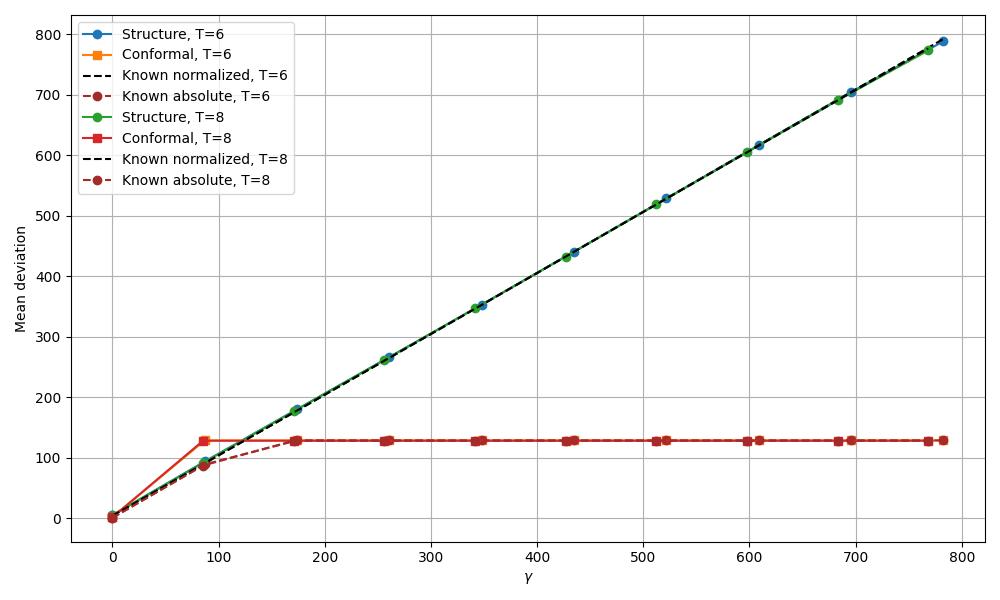 Structure, T=6
Conformal, T=6
Known normalized, T=6
Known absolute, T=6
Structure, T=8
Conformal, T=8
Known normalized, T=8
Known absolute, T=8
Mean deviation
800
700
600
500
400
300
200
100
0
0 100 200 300 400 500 600 700 800
γ